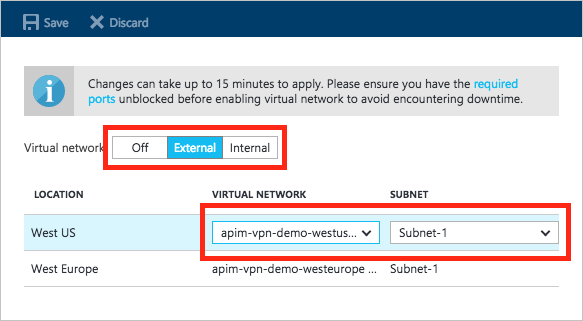 Save Discard
Changes can take up to 15 minutes to apply. Please ensure you have the required
ports unblocked before enabling virtual network to avoid encountering downtime.
Virtual network Off External Internal
LOCATION VIRTUAL NETWORK SUBNET
West US apim-vpn-demo-westus... Subnet-1
West Europe apim-vpn-demo-westeurope ... Subnet-1